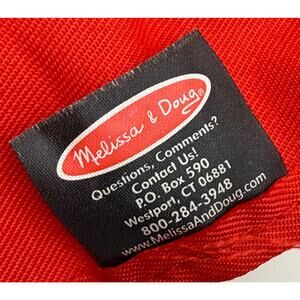 Melissa & Doug®
Questions, Comments?
Contact Us!
P.O. Box 590
Westport, CT 06881
800-284-3948
www.MelissaAndDoug.com